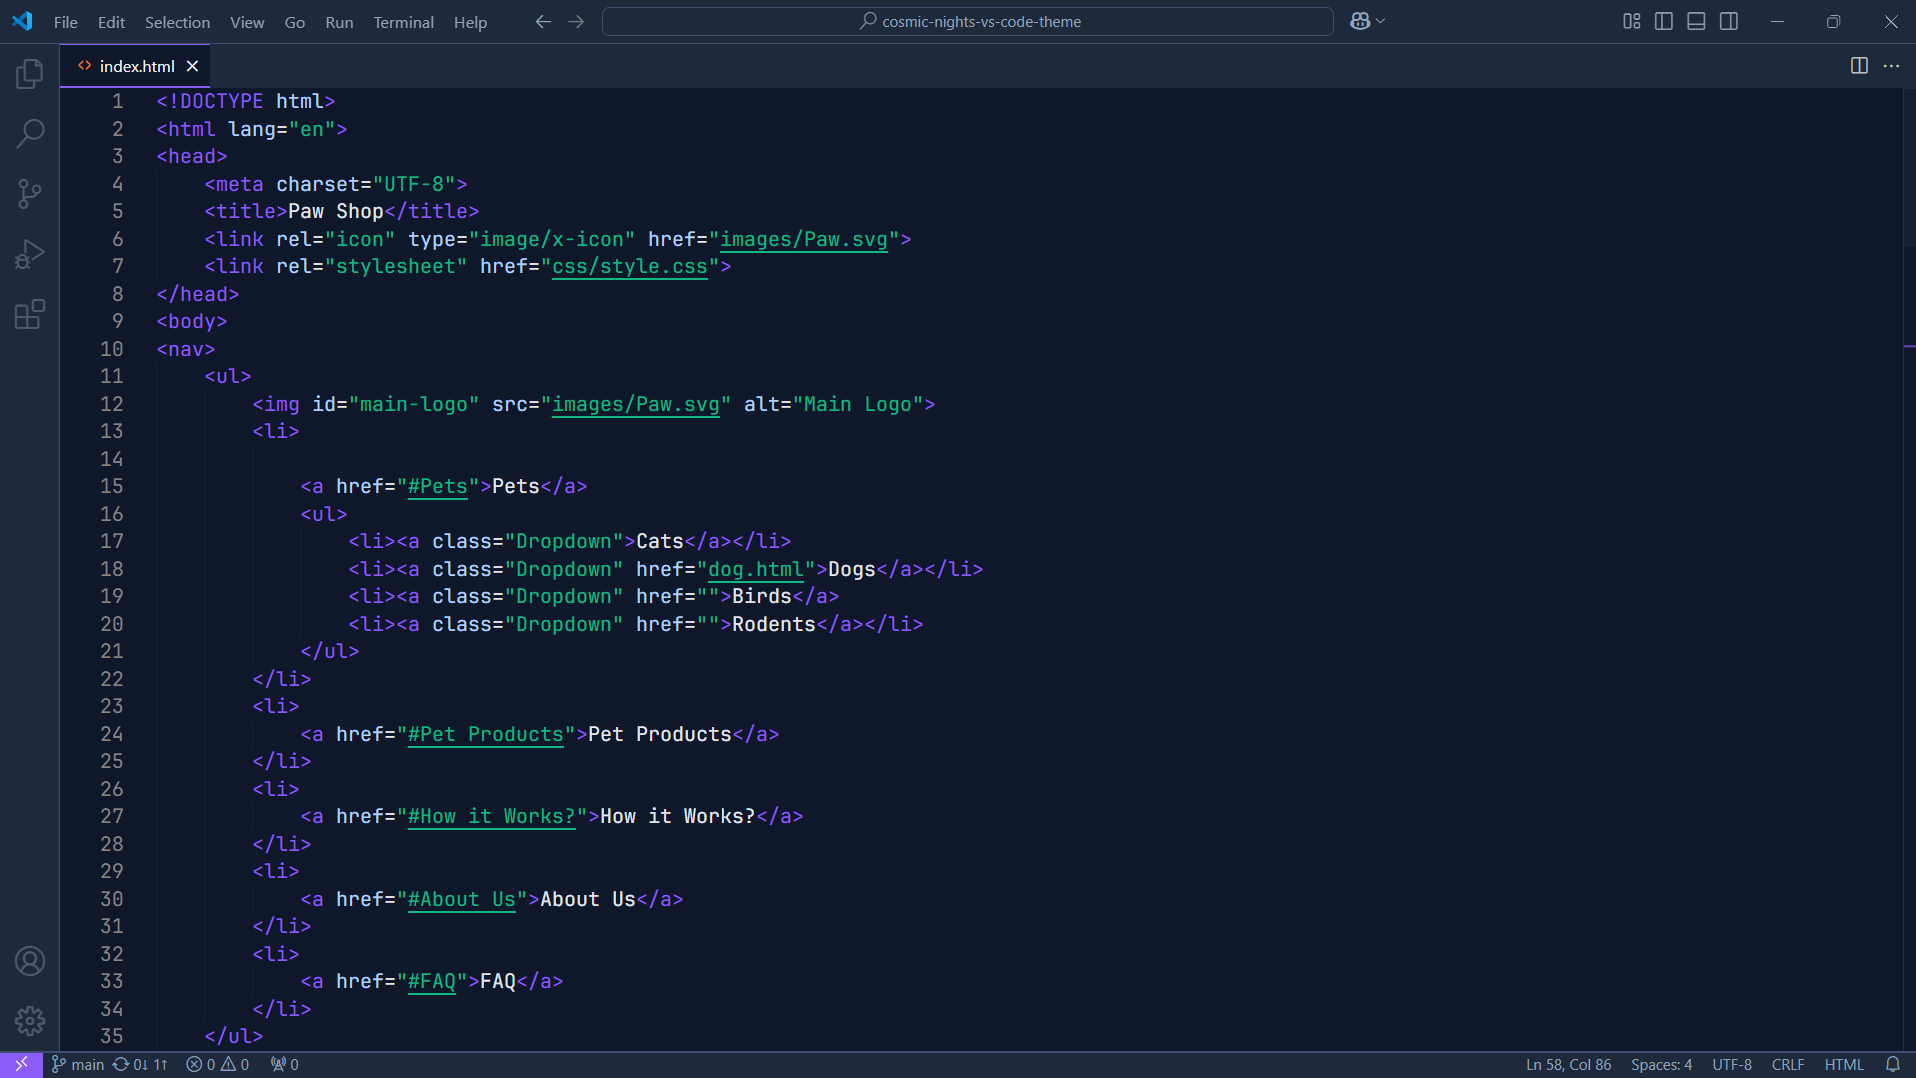 File Edit Selection View Go Run Terminal Help cosmic-nights-vs-code-theme
index.html
1 <!DOCTYPE html>
2 <html lang="en">
3 <head>
4     <meta charset="UTF-8">
5     <title>Paw Shop</title>
6     <link rel="icon" type="image/x-icon" href="images/Paw.svg">
7     <link rel="stylesheet" href="css/style.css">
8 </head>
9 <body>
10 <nav>
11     <ul>
12         <img id="main-logo" src="images/Paw.svg" alt="Main Logo">
13         <li>
14
15             <a href="#Pets">Pets</a>
16             <ul>
17                 <li><a class="Dropdown">Cats</a></li>
18                 <li><a class="Dropdown" href="dog.html">Dogs</a></li>
19                 <li><a class="Dropdown" href="">Birds</a>
20                 <li><a class="Dropdown" href="">Rodents</a></li>
21             </ul>
22         </li>
23         <li>
24             <a href="#Pet Products">Pet Products</a>
25         </li>
26         <li>
27             <a href="#How it Works?">How it Works?</a>
28         </li>
29         <li>
30             <a href="#About Us">About Us</a>
31         </li>
32         <li>
33             <a href="#FAQ">FAQ</a>
34         </li>
35     </ul>
main 0↓ 1↑ 0 0 0 Ln 58, Col 86 Spaces: 4 UTF-8 CRLF HTML